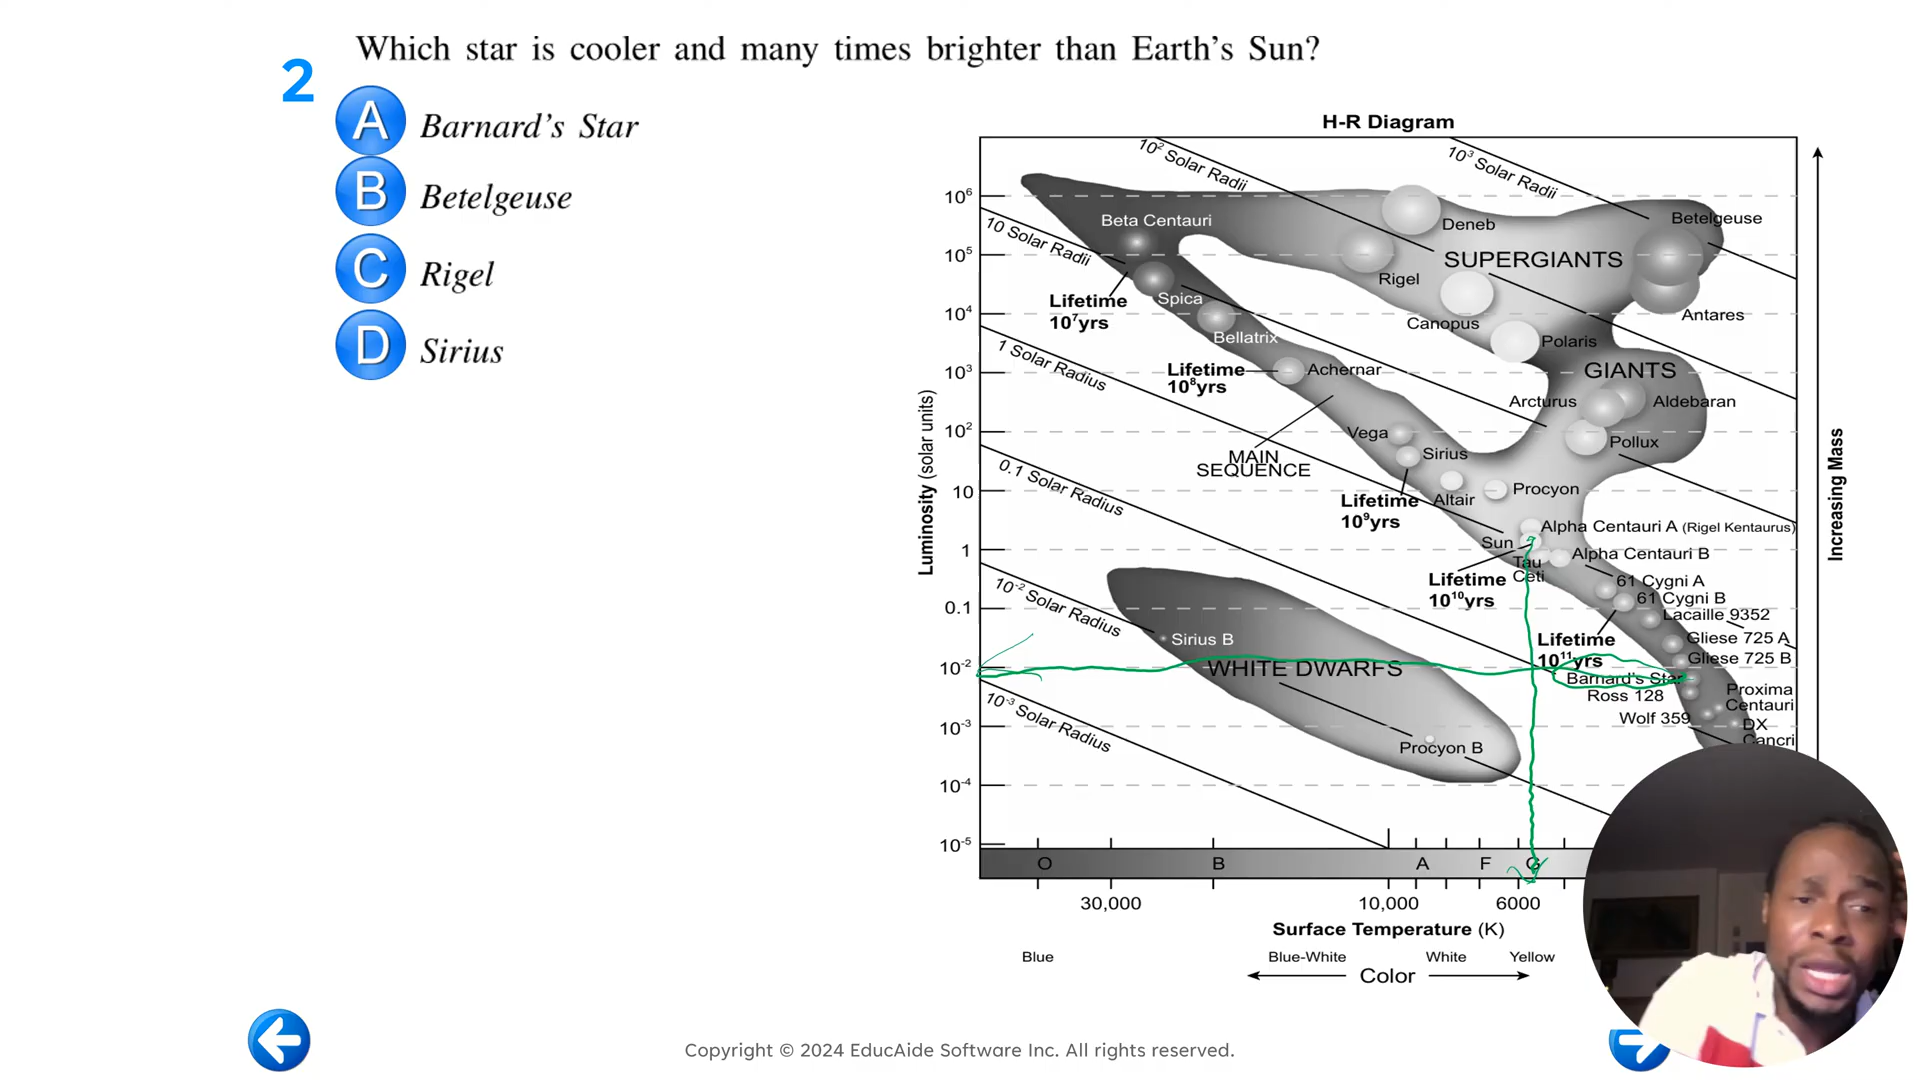 Which star is cooler and many times brighter than Earth's Sun?
2
A Barnard's Star
B Betelgeuse
C Rigel
D Sirius
H-R Diagram
10² Solar Radii
10³ Solar Radii
10⁶
Beta Centauri
Deneb
Betelgeuse
10 Solar Radii
10⁵
SUPERGIANTS
Rigel
Lifetime
10⁷yrs
Spica
10⁴
Canopus
Antares
Bellatrix
Polaris
1 Solar Radius
10³
Lifetime
10⁸yrs
Achernar
GIANTS
Arcturus
Aldebaran
10²
Vega
Pollux
MAIN
SEQUENCE
Sirius
0.1 Solar Radius
10
Altair
Procyon
Lifetime
10⁹yrs
Alpha Centauri A (Rigel Kentaurus)
Sun
1
Alpha Centauri B
Tau
Ceti
Lifetime
10¹⁰yrs
61 Cygni A
61 Cygni B
10⁻² Solar Radius
0.1
Lacaille 9352
Sirius B
Lifetime
10¹¹yrs
Gliese 725 A
Gliese 725 B
10⁻²
WHITE DWARFS
Barnard's Star
Ross 128
Proxima
Centauri
10⁻³ Solar Radius
10⁻³
Wolf 359
DX
Cancri
Procyon B
10⁻⁴
10⁻⁵
O B A F G
30,000 10,000 6000
Surface Temperature (K)
Blue Blue-White White Yellow
Color
Luminosity (solar units)
Increasing Mass
Copyright © 2024 EducAide Software Inc. All rights reserved.